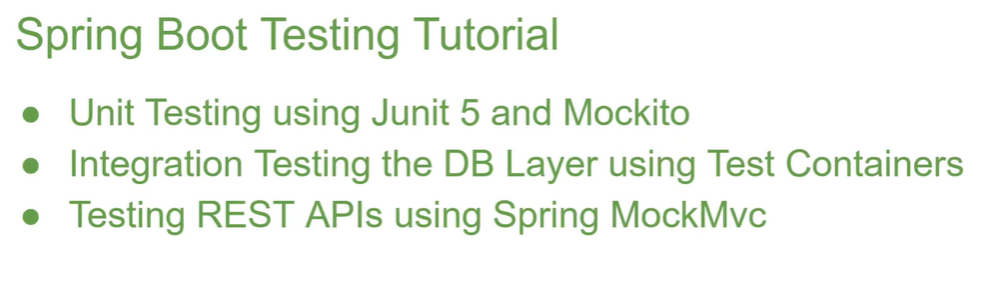 Spring Boot Testing Tutorial
● Unit Testing using Junit 5 and Mockito
● Integration Testing the DB Layer using Test Containers
● Testing REST APIs using Spring MockMvc